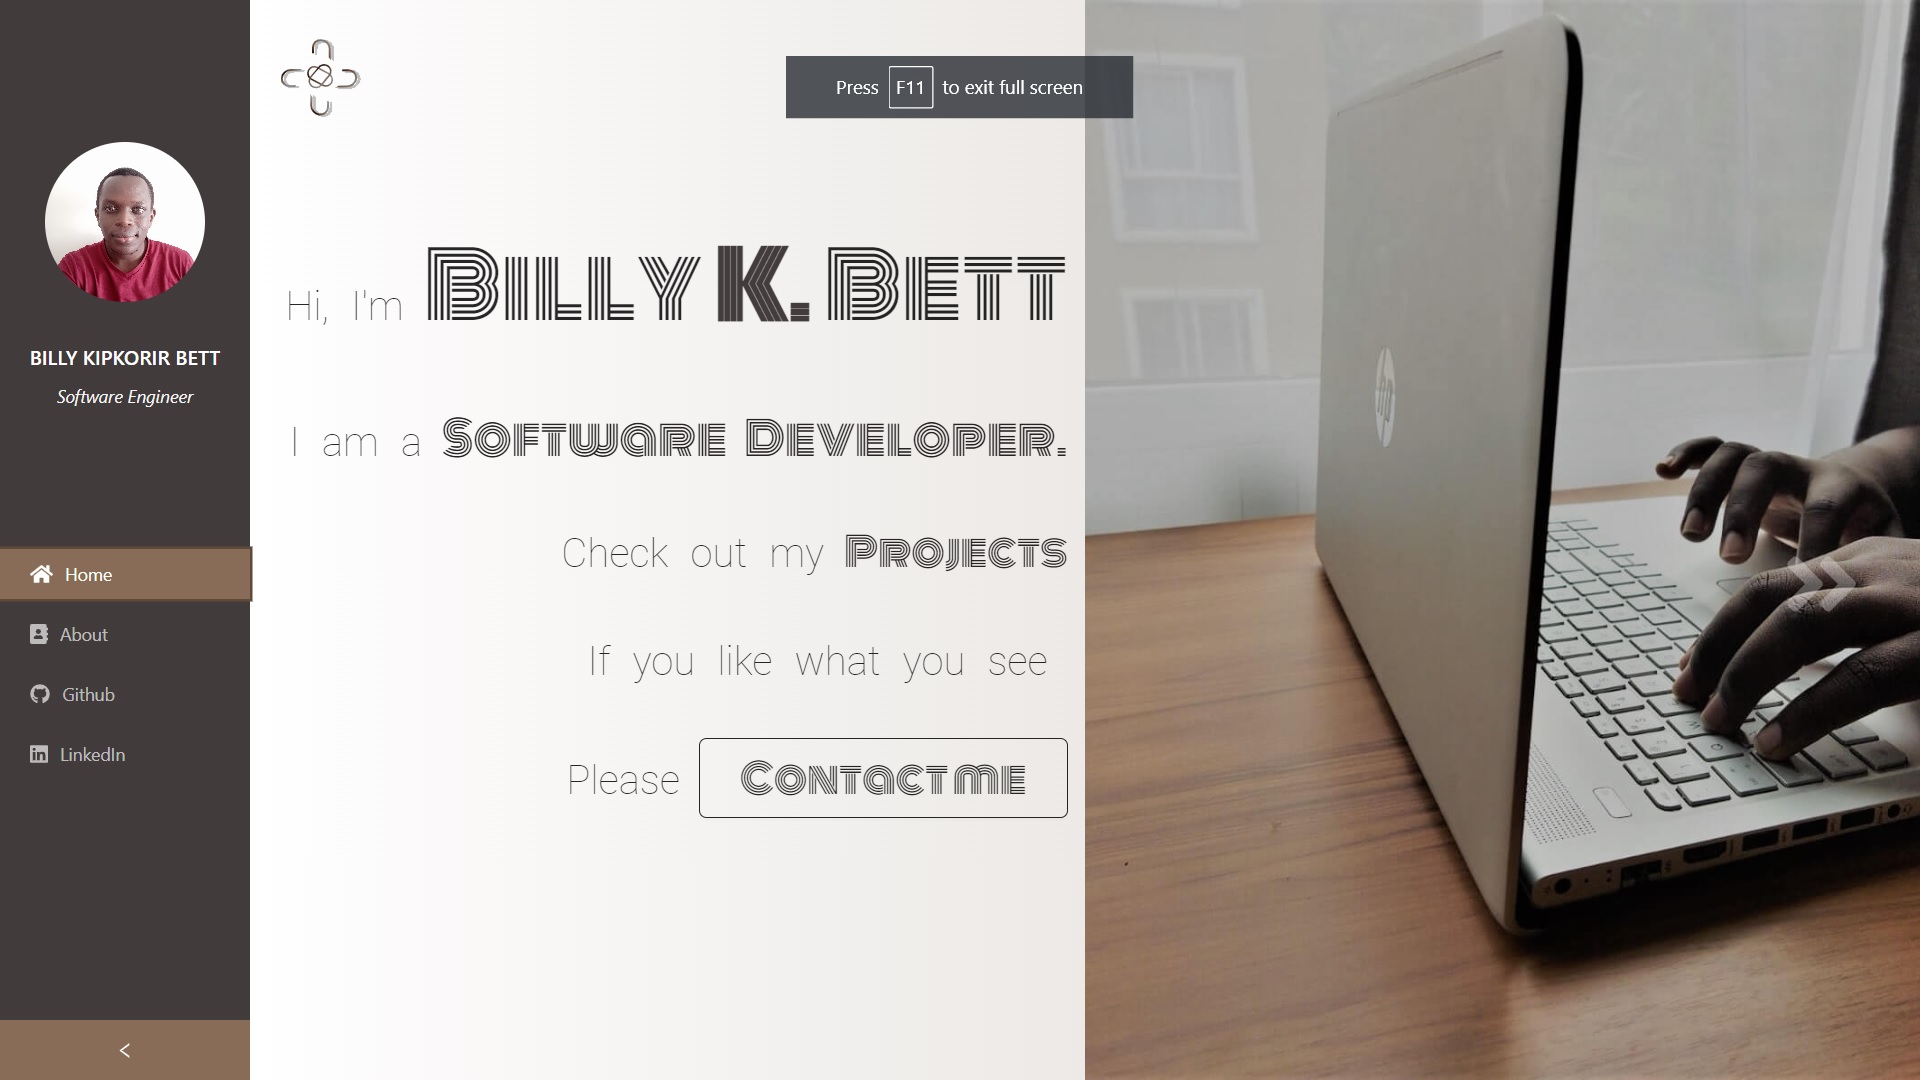 Press F11 to exit full screen
BILLY KIPKORIR BETT
Software Engineer
Home
About
Github
LinkedIn
<
Hi, I'm Billy K. Bett
I am a Software Developer.
Check out my Projects
If you like what you see
Please Contact me
hp